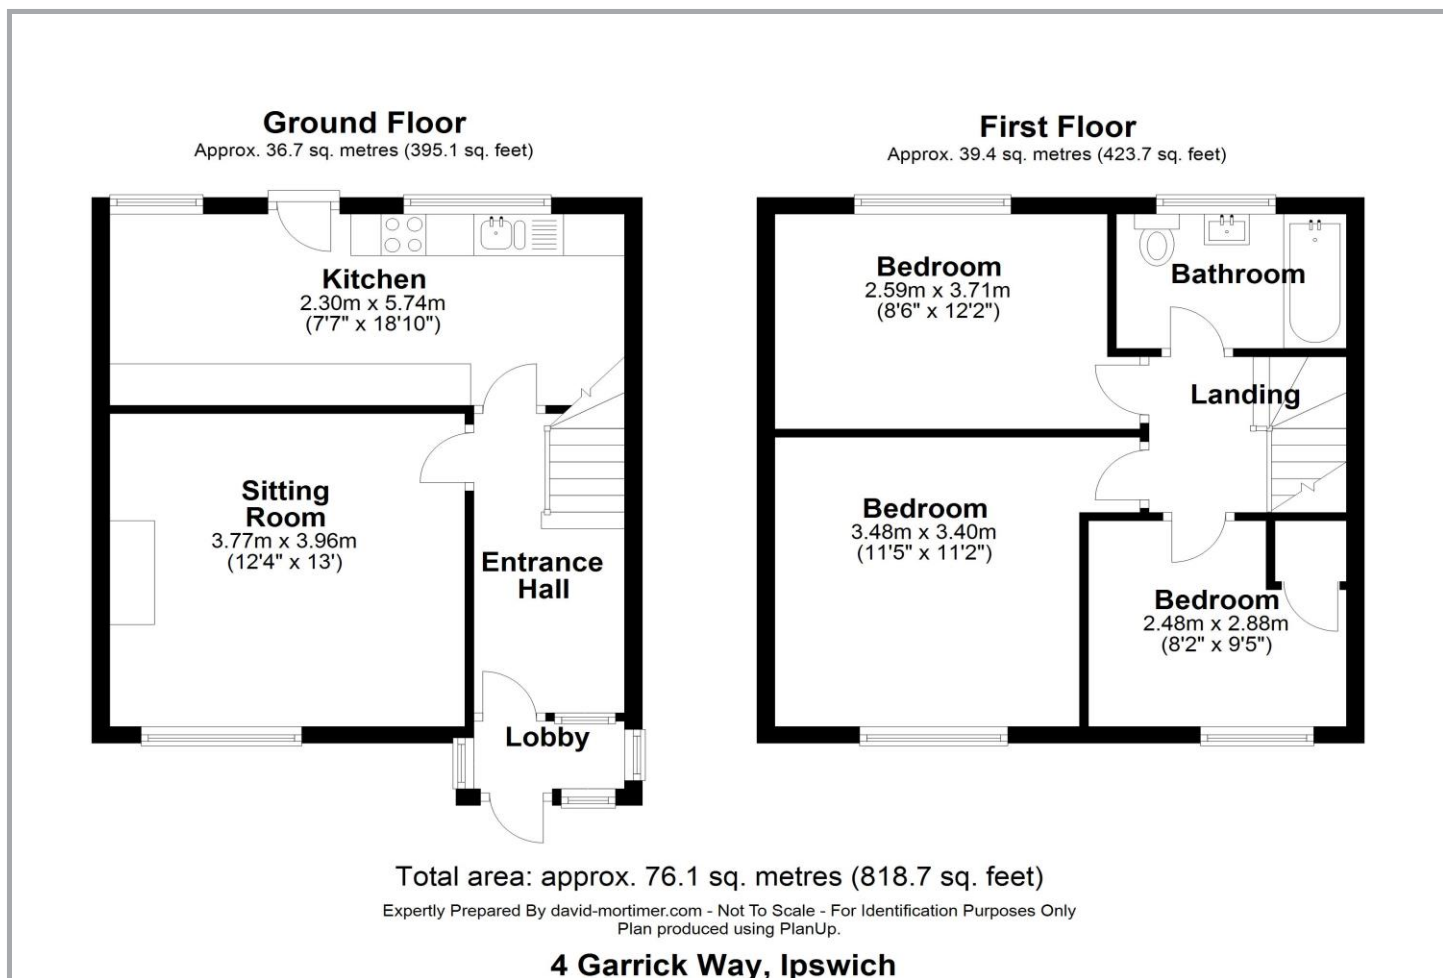 Ground Floor
Approx. 36.7 sq. metres (395.1 sq. feet)
Kitchen
2.30m x 5.74m
(7'7" x 18'10")
Sitting
Room
3.77m x 3.96m
(12'4" x 13')
Entrance
Hall
Lobby
First Floor
Approx. 39.4 sq. metres (423.7 sq. feet)
Bedroom
2.59m x 3.71m
(8'6" x 12'2")
Bathroom
Landing
Bedroom
3.48m x 3.40m
(11'5" x 11'2")
Bedroom
2.48m x 2.88m
(8'2" x 9'5")
Total area: approx. 76.1 sq. metres (818.7 sq. feet)
Expertly Prepared By david-mortimer.com - Not To Scale - For Identification Purposes Only
Plan produced using PlanUp.
4 Garrick Way, Ipswich